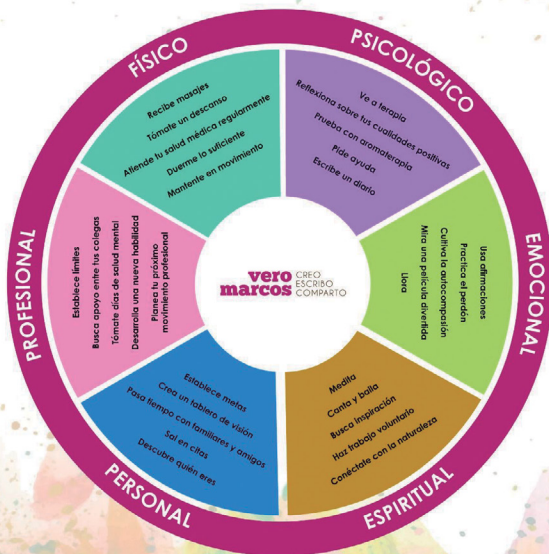 FÍSICO
Recibe masajes
Tómate un descanso
Atiende tu salud médica regularmente
Duerme lo suficiente
Mantente en movimiento
PSICOLÓGICO
Ve a terapía
Reflexiona sobre tus cualidades positivas
Prueba con aromaterapia
Pide ayuda
Escribe un diario
EMOCIONAL
Usa afirmaciones
Practica el perdón
Cultiva la autocompasión
Mira una película divertida
Llora
ESPIRITUAL
Medita
Canta y baila
Busca inspiración
Haz trabajo voluntario
Conéctate con la naturaleza
PERSONAL
Establece metas
Crea un tablero de visión
Pasa tiempo con familiares y amigos
Sal en citas
Descubre quién eres
PROFESIONAL
Establece límites
Busca apoyo entre tus colegas
Tómate días de salud mental
Desarrolla una nueva habilidad
Planea tu próximo
movimiento profesional
vero
marcos
CREO
ESCRIBO
COMPARTO